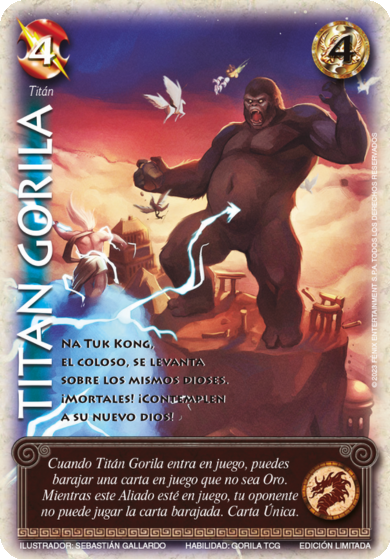 4
4
Titán
TITÁN GORILA
NA TUK KONG,
EL COLOSO, SE LEVANTA
SOBRE LOS MISMOS DIOSES.
¡MORTALES! ¡CONTEMPLEN
A SU NUEVO DIOS!
© 2023, FENIX ENTERTAINMENT S.P.A. TODOS LOS DERECHOS RESERVADOS
Cuando Titán Gorila entra en juego, puedes
barajar una carta en juego que no sea Oro.
Mientras este Aliado esté en juego, tu oponente
no puede jugar la carta barajada. Carta Única.
ILUSTRADOR: SEBASTIÁN GALLARDO HABILIDAD: GORILA TCG EDICIÓN LIMITADA